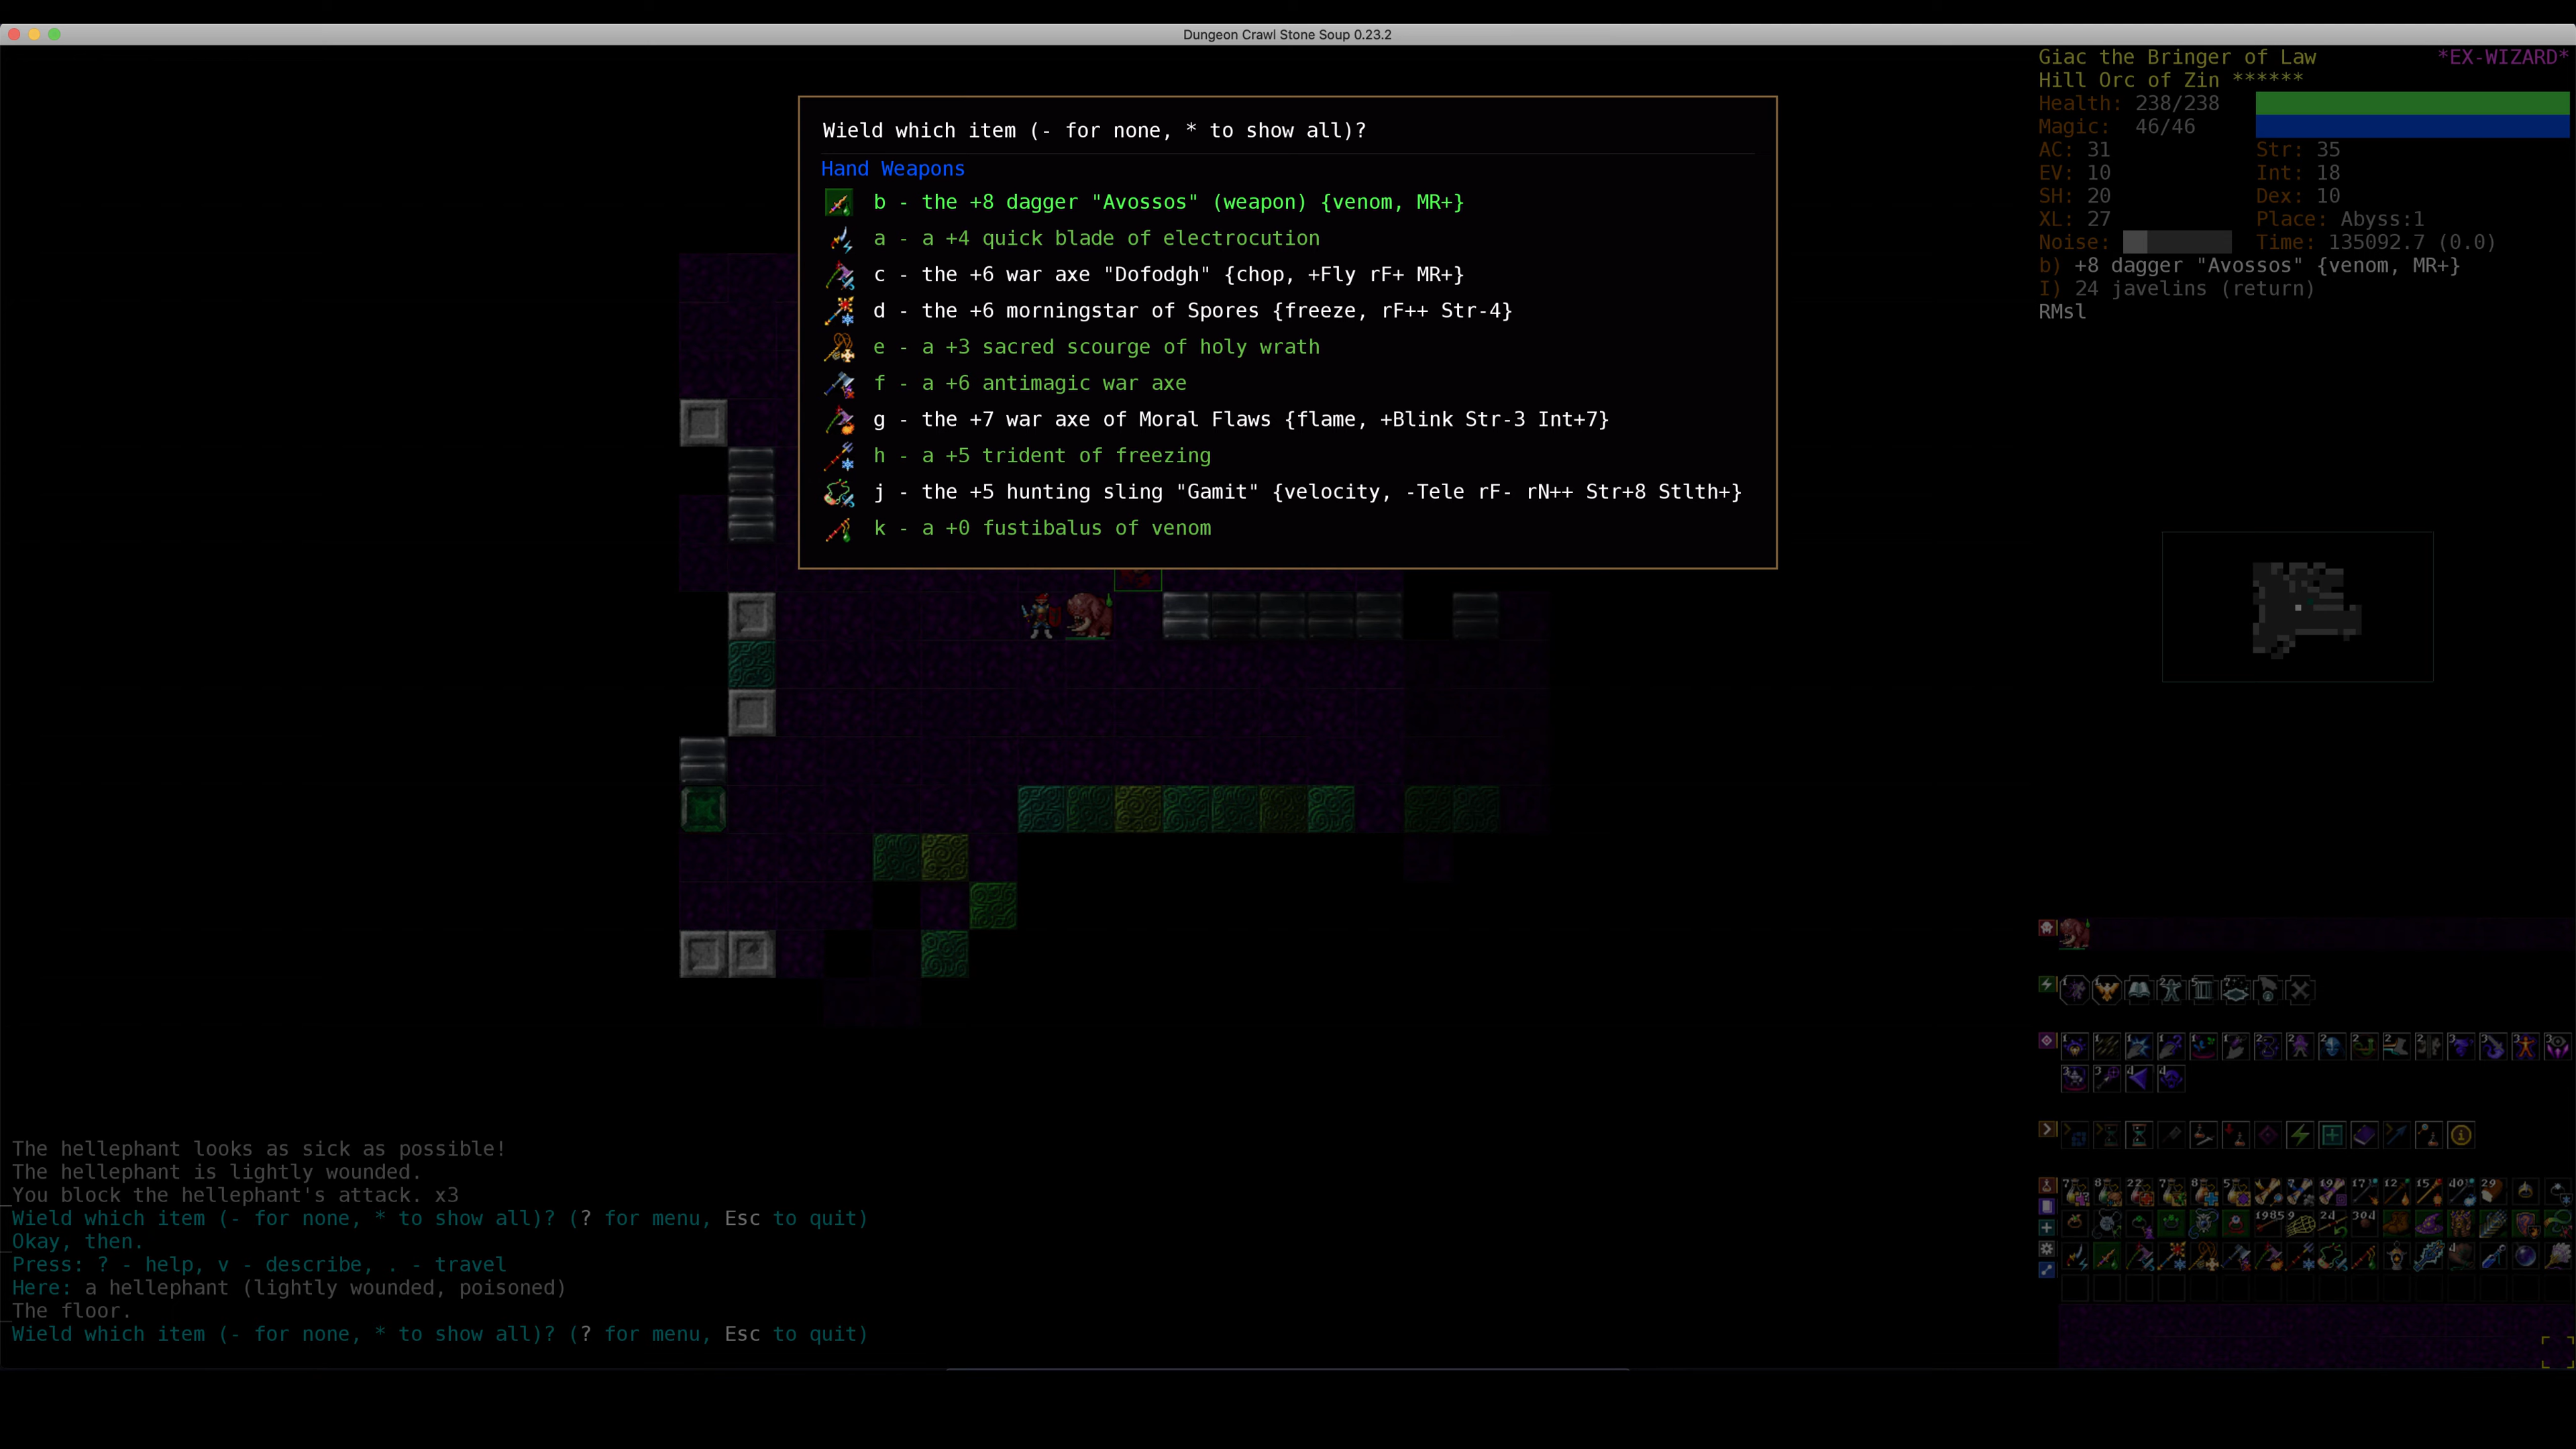 Dungeon Crawl Stone Soup 0.23.2
Giac the Bringer of Law *EX-WIZARD*
Hill Orc of Zin ******
Health: 238/238
Magic: 46/46
AC: 31 Str: 35
EV: 10 Int: 18
SH: 20 Dex: 10
XL: 27 Place: Abyss:1
Noise: Time: 135092.7 (0.0)
b) +8 dagger "Avossos" {venom, MR+}
I) 24 javelins (return)
RMsl
Wield which item (- for none, * to show all)?
Hand Weapons
b - the +8 dagger "Avossos" (weapon) {venom, MR+}
a - a +4 quick blade of electrocution
c - the +6 war axe "Dofodgh" {chop, +Fly rF+ MR+}
d - the +6 morningstar of Spores {freeze, rF++ Str-4}
e - a +3 sacred scourge of holy wrath
f - a +6 antimagic war axe
g - the +7 war axe of Moral Flaws {flame, +Blink Str-3 Int+7}
h - a +5 trident of freezing
j - the +5 hunting sling "Gamit" {velocity, -Tele rF- rN++ Str+8 Stlth+}
k - a +0 fustibalus of venom
The hellephant looks as sick as possible!
The hellephant is lightly wounded.
_You block the hellephant's attack. x3
Wield which item (- for none, * to show all)? (? for menu, Esc to quit)
_Okay, then.
Press: ? - help, v - describe, . - travel
Here: a hellephant (lightly wounded, poisoned)
_The floor.
Wield which item (- for none, * to show all)? (? for menu, Esc to quit)